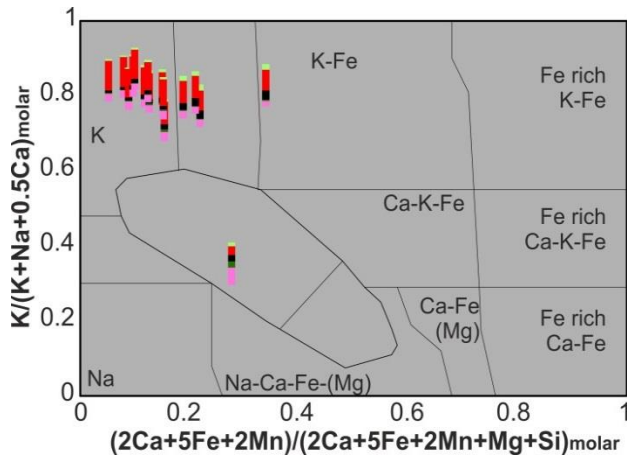 K/(K+Na+0.5Ca)molar
1
0.8
0.6
0.4
0.2
0
K-Fe
Fe rich
K-Fe
K
Ca-K-Fe
Fe rich
Ca-K-Fe
Ca-Fe
(Mg)
Fe rich
Ca-Fe
Na
Na-Ca-Fe-(Mg)
0
0.2
0.4
0.6
0.8
1
(2Ca+5Fe+2Mn)/(2Ca+5Fe+2Mn+Mg+Si)molar